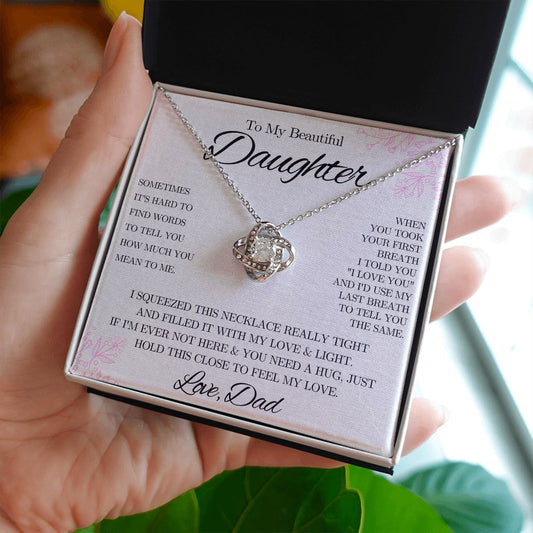 To My Beautiful
Daughter
SOMETIMES
IT'S HARD TO
FIND WORDS
TO TELL YOU
HOW MUCH YOU
MEAN TO ME.
WHEN
YOU TOOK
YOUR FIRST
BREATH
I TOLD YOU
"I LOVE YOU"
AND I'D USE MY
LAST BREATH
TO TELL YOU
THE SAME.
I SQUEEZED THIS NECKLACE REALLY TIGHT
AND FILLED IT WITH MY LOVE & LIGHT.
IF I'M EVER NOT HERE & YOU NEED A HUG, JUST
HOLD THIS CLOSE TO FEEL MY LOVE.
Love, Dad